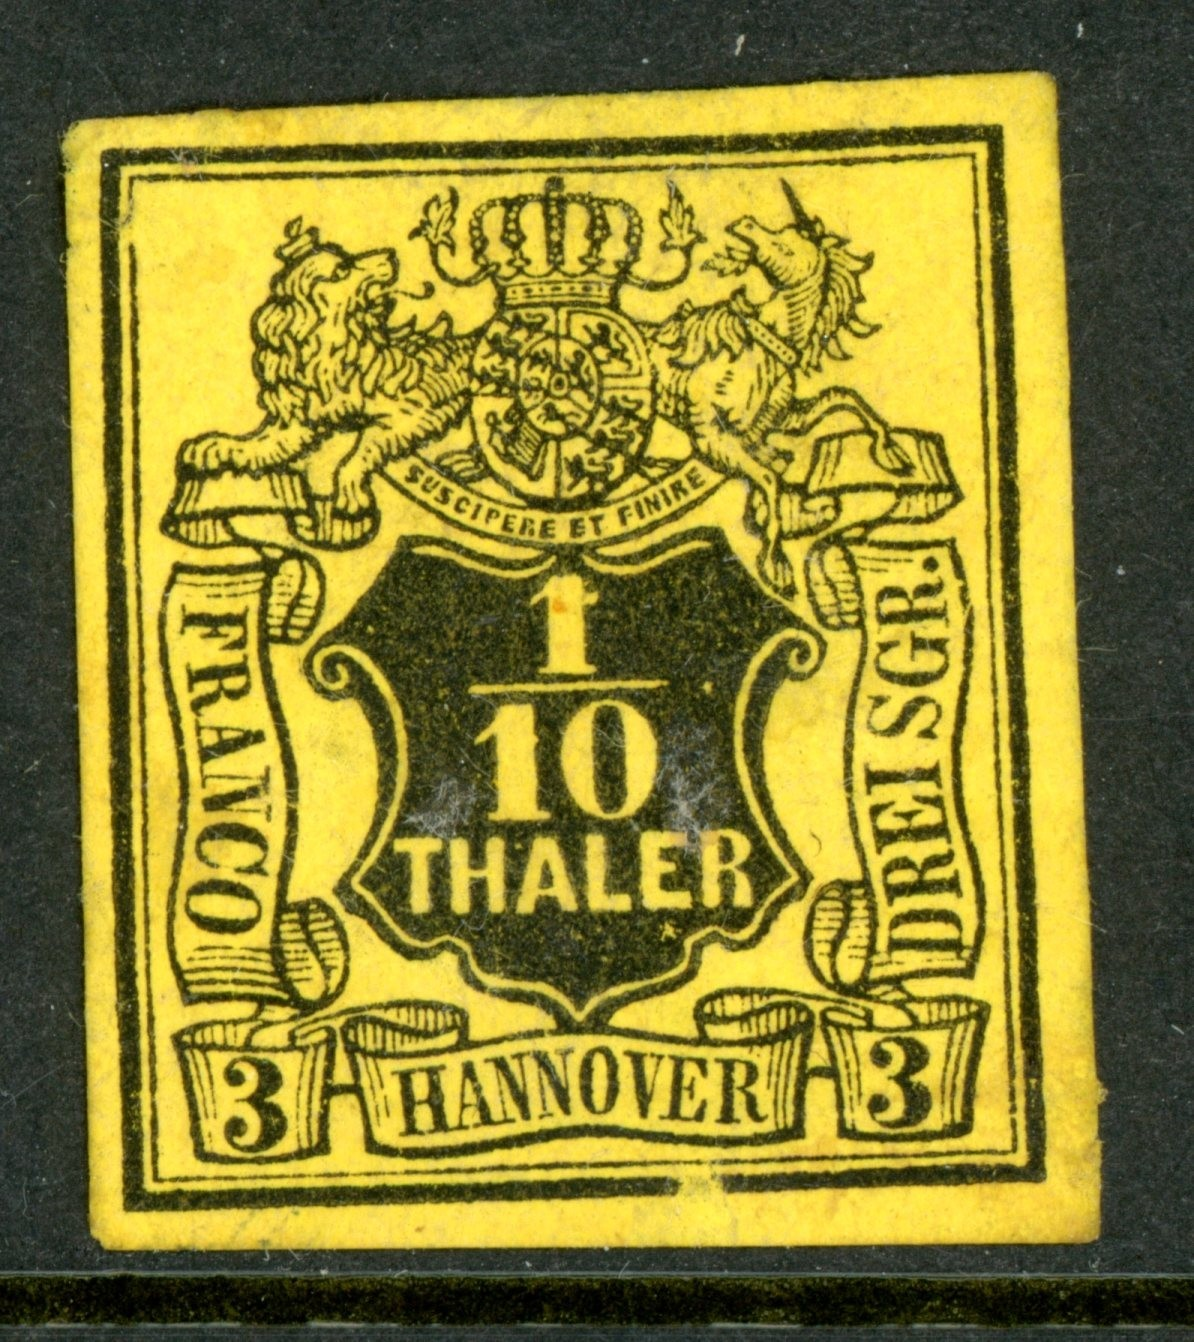 SUSCIPERE ET FINIRE
1
10
THALER
FRANCO
DREI SGR.
3 HANNOVER 3